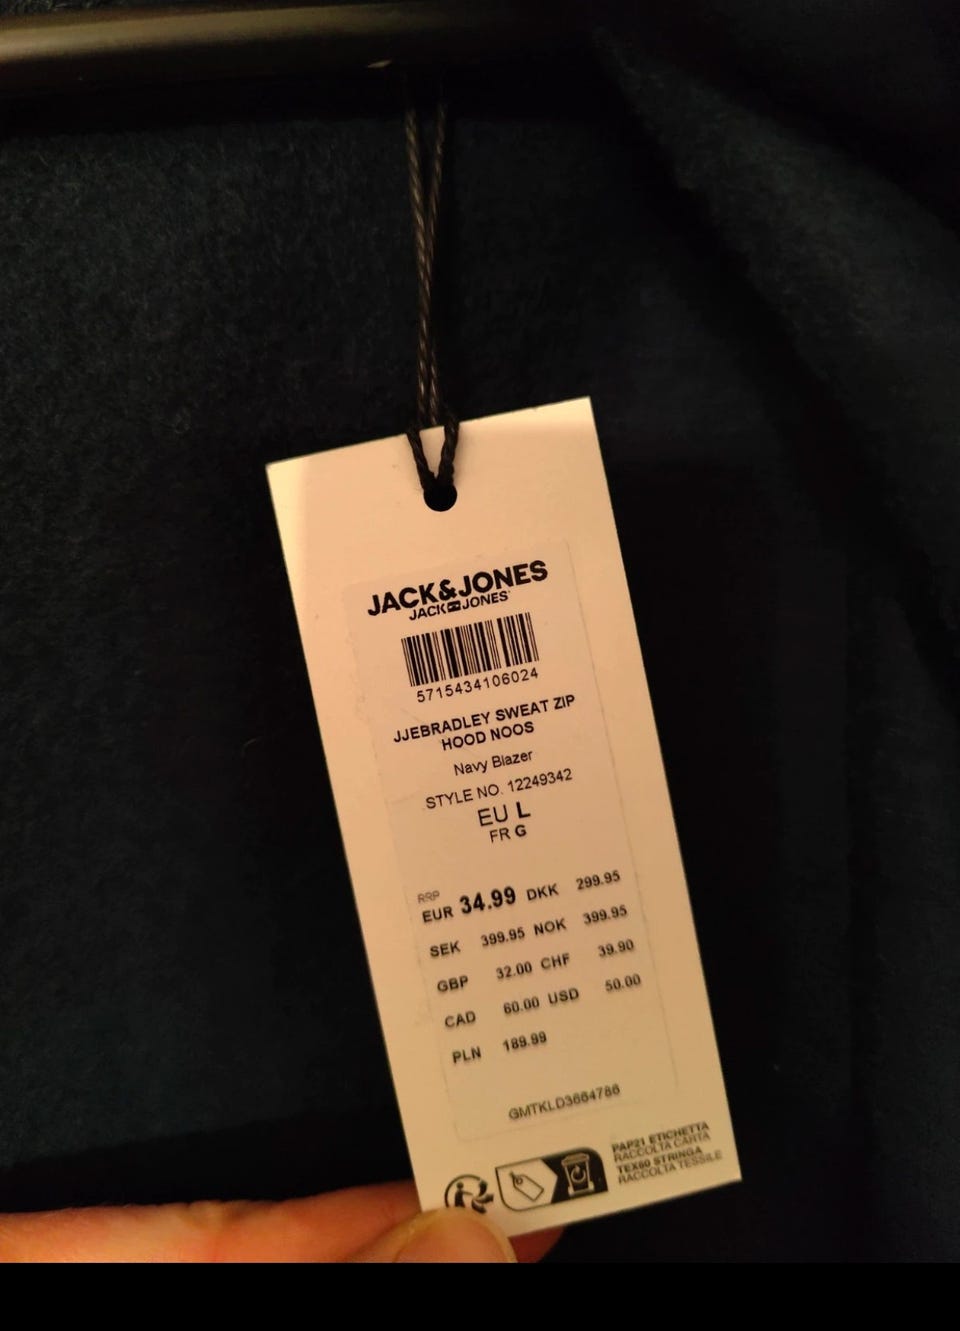 JACK&JONES
JACK JONES
5715434106024
JJEBRADLEY SWEAT ZIP
HOOD NOOS
Navy Blazer
STYLE NO. 12249342
EU L
FR G
RRP
EUR 34.99 DKK 299.95
SEK 399.95 NOK 399.95
GBP 32.00 CHF 39.90
CAD 60.00 USD 50.00
PLN 189.99
GMTKLD3664786
PAP21 ETICHETTA
RACCOLTA CARTA
TEX60 STRINGA
RACCOLTA TESSILE